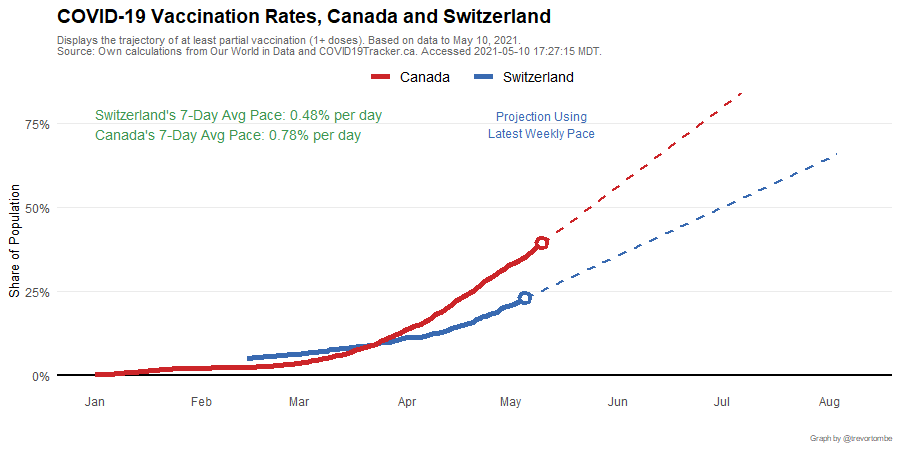 COVID-19 Vaccination Rates, Canada and Switzerland
Displays the trajectory of at least partial vaccination (1+ doses). Based on data to May 10, 2021.
Source: Own calculations from Our World in Data and COVID19Tracker.ca. Accessed 2021-05-10 17:27:15 MDT.
Canada
Switzerland
Switzerland's 7-Day Avg Pace: 0.48% per day
Canada's 7-Day Avg Pace: 0.78% per day
Projection Using
Latest Weekly Pace
Share of Population
75%
50%
25%
0%
Jan
Feb
Mar
Apr
May
Jun
Jul
Aug
Graph by @trevortombe